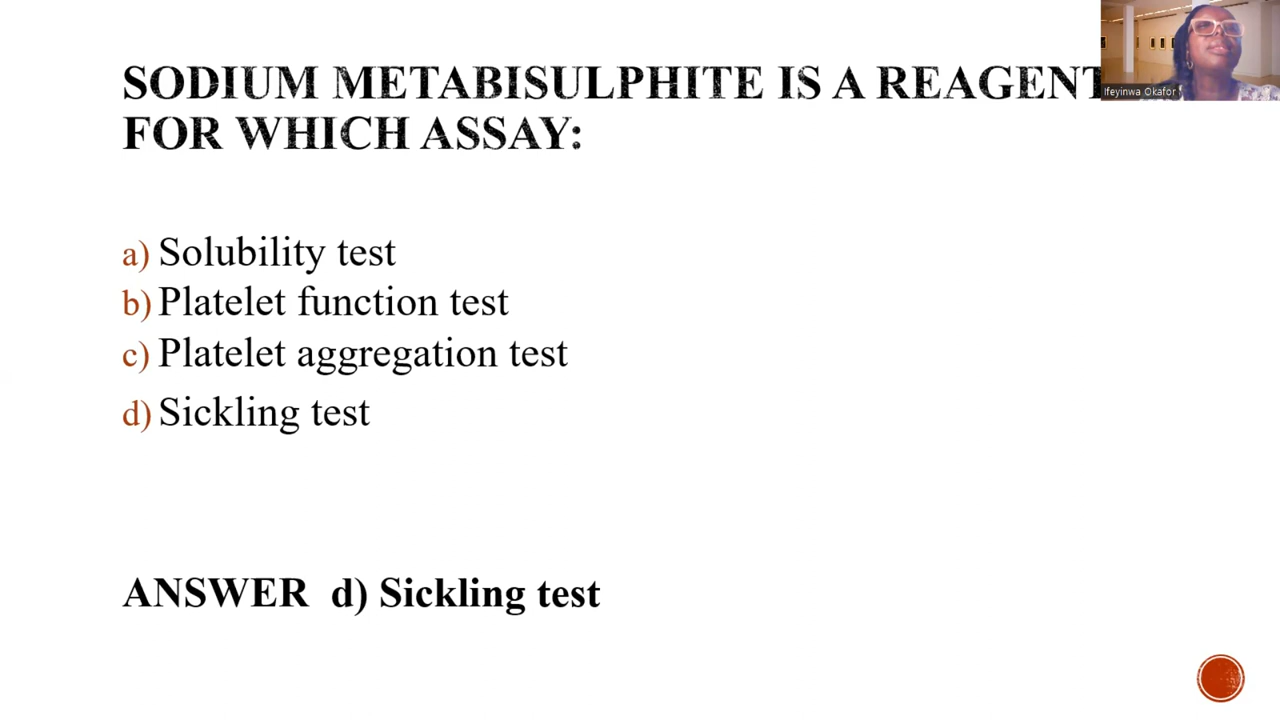 SODIUM METABISULPHITE IS A REAGENT
FOR WHICH ASSAY:
Ifeyinwa Okafor
a) Solubility test
b) Platelet function test
c) Platelet aggregation test
d) Sickling test
ANSWER d) Sickling test